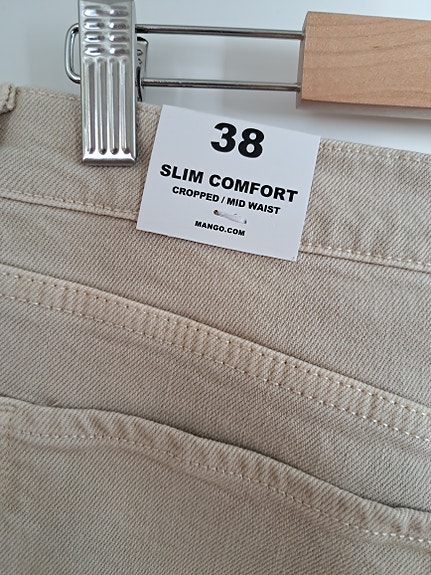 38
SLIM COMFORT
CROPPED / MID WAIST
MANGO.COM